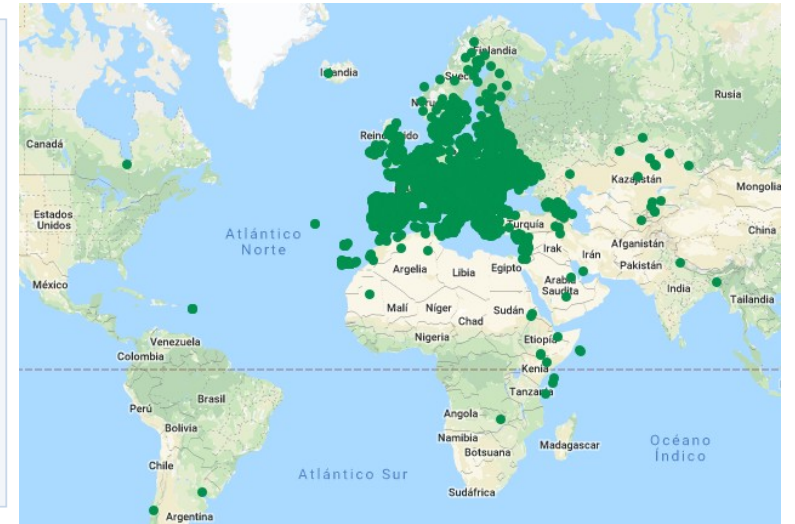 Islandia
Finlandia
Suecia
Noruega
Rusia
Reino Unido
Canadá
Kazajistán
Mongolia
Estados
Unidos
Atlántico
Norte
Turquía
China
Afganistán
Irak
Irán
Pakistán
México
Argelia
Libia
Egipto
Arabia
Saudita
India
Malí
Níger
Sudán
Tailandia
Chad
Venezuela
Nigeria
Etiopía
Colombia
Kenia
Perú
Brasil
Tanzania
Angola
Bolivia
Namibia
Madagascar
Océano
Índico
Botsuana
Chile
Atlántico Sur
Sudáfrica
Argentina